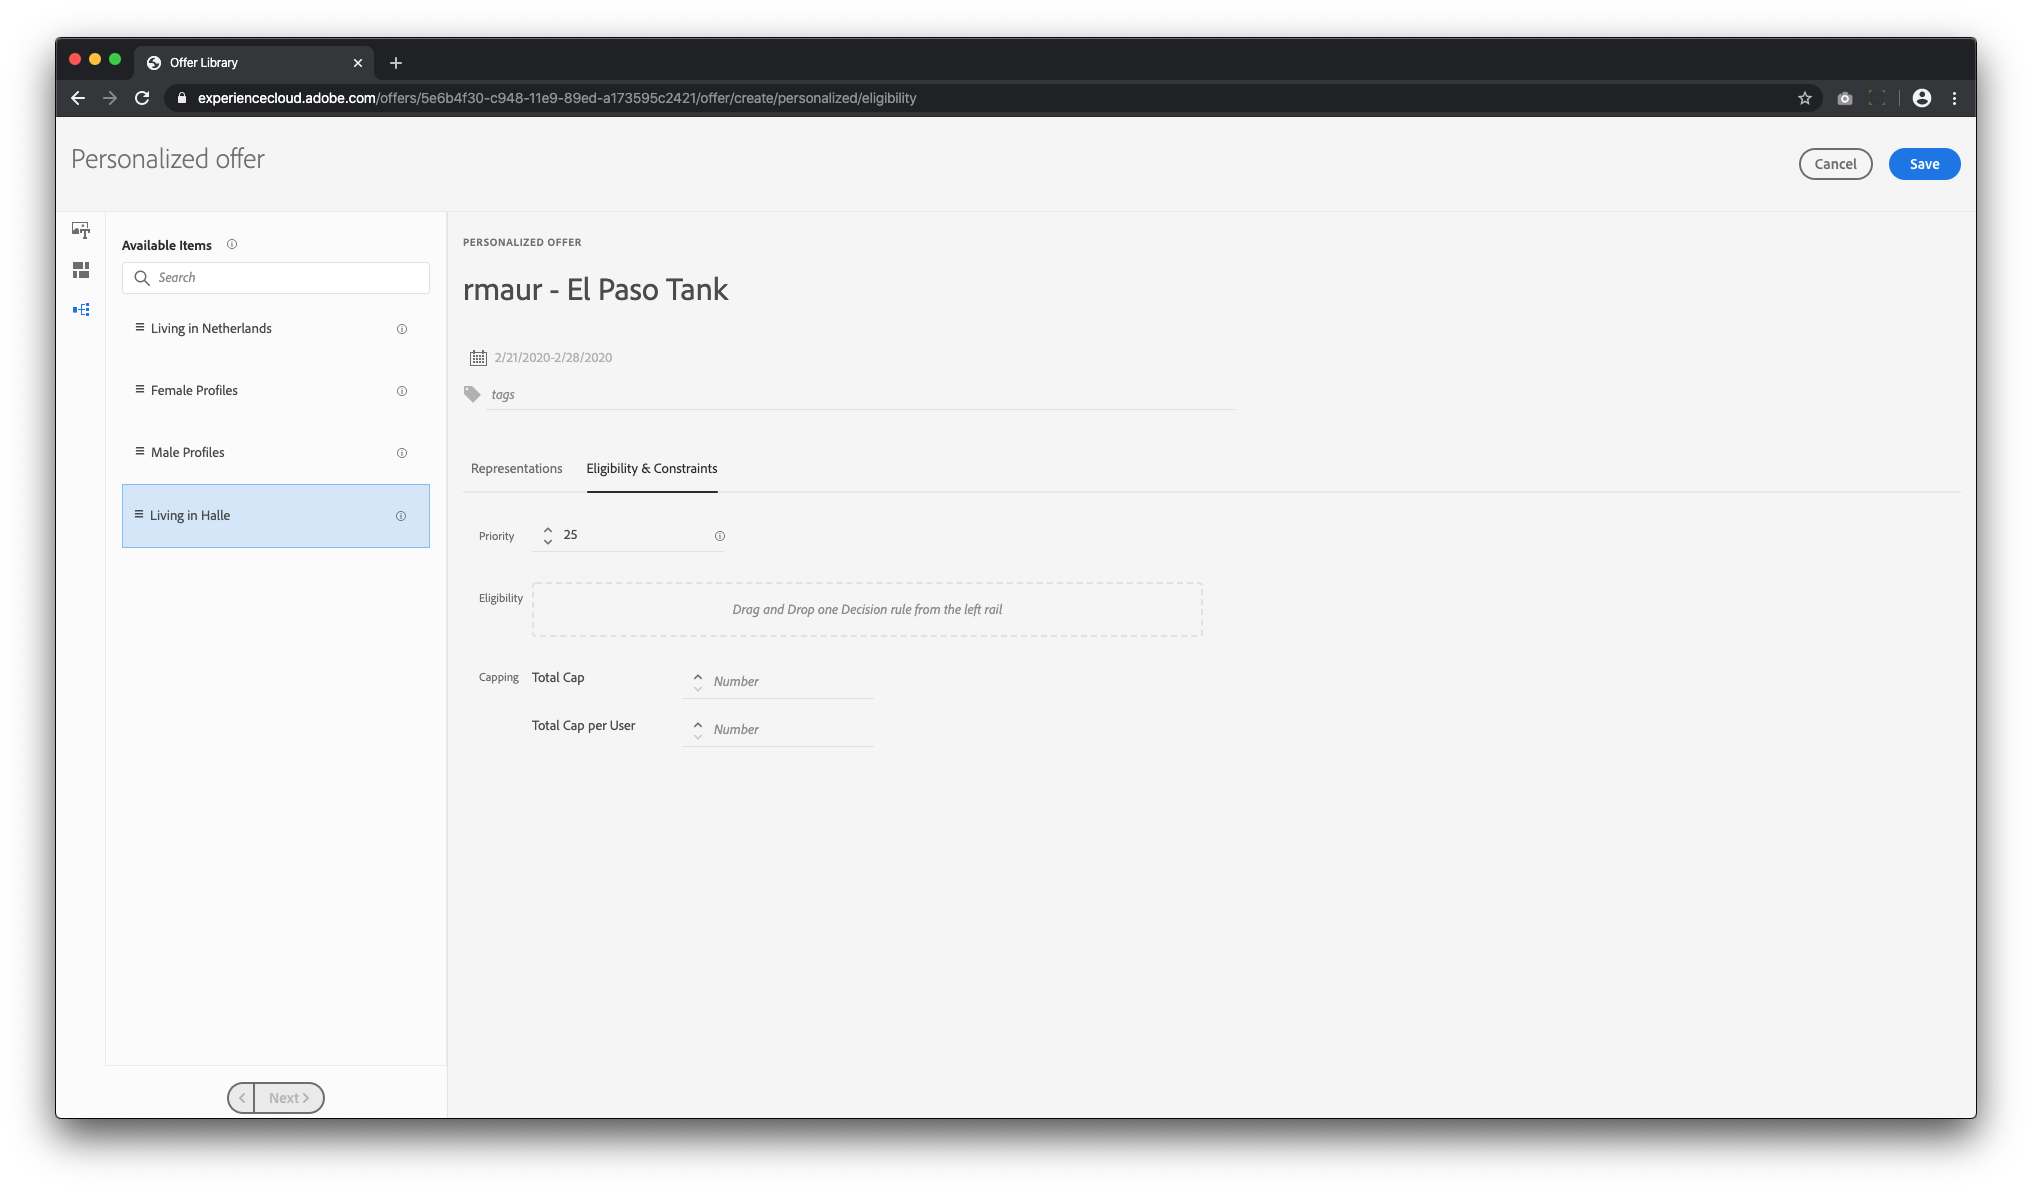 Offer Library
experiencecloud.adobe.com/offers/5e6b4f30-c948-11e9-89ed-a173595c2421/offer/create/personalized/eligibility
Personalized offer
Cancel
Save
Available Items
Search
Living in Netherlands
Female Profiles
Male Profiles
Living in Halle
Next
PERSONALIZED OFFER
rmaur - El Paso Tank
2/21/2020-2/28/2020
tags
Representations
Eligibility & Constraints
Priority
25
Eligibility
Drag and Drop one Decision rule from the left rail
Capping
Total Cap
Number
Total Cap per User
Number